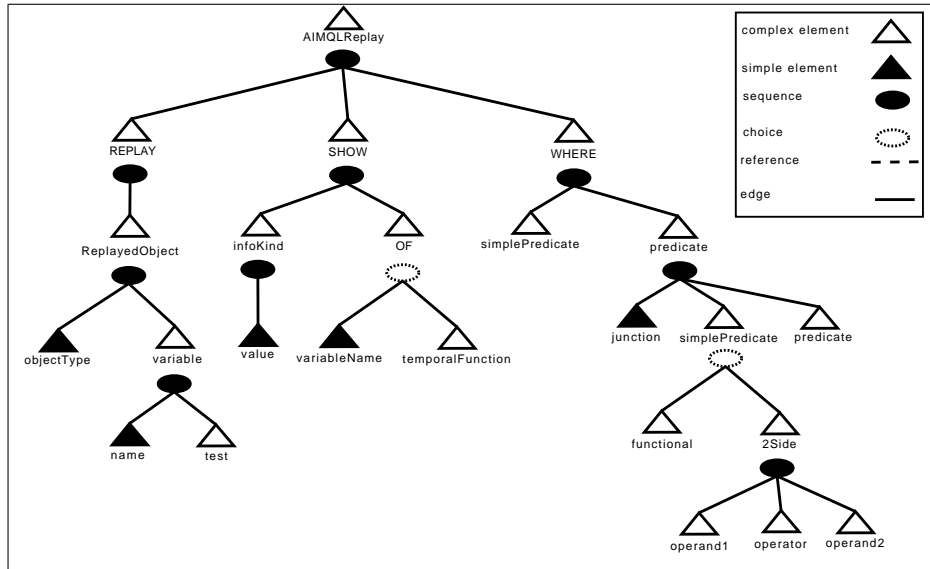 AIMQLReplay
complex element
simple element
sequence
choice
reference
edge
REPLAY
SHOW
WHERE
ReplayedObject
infoKind
OF
simplePredicate
predicate
objectType
variable
value
variableName
temporalFunction
junction
simplePredicate
predicate
name
test
functional
2Side
operand1
operator
operand2